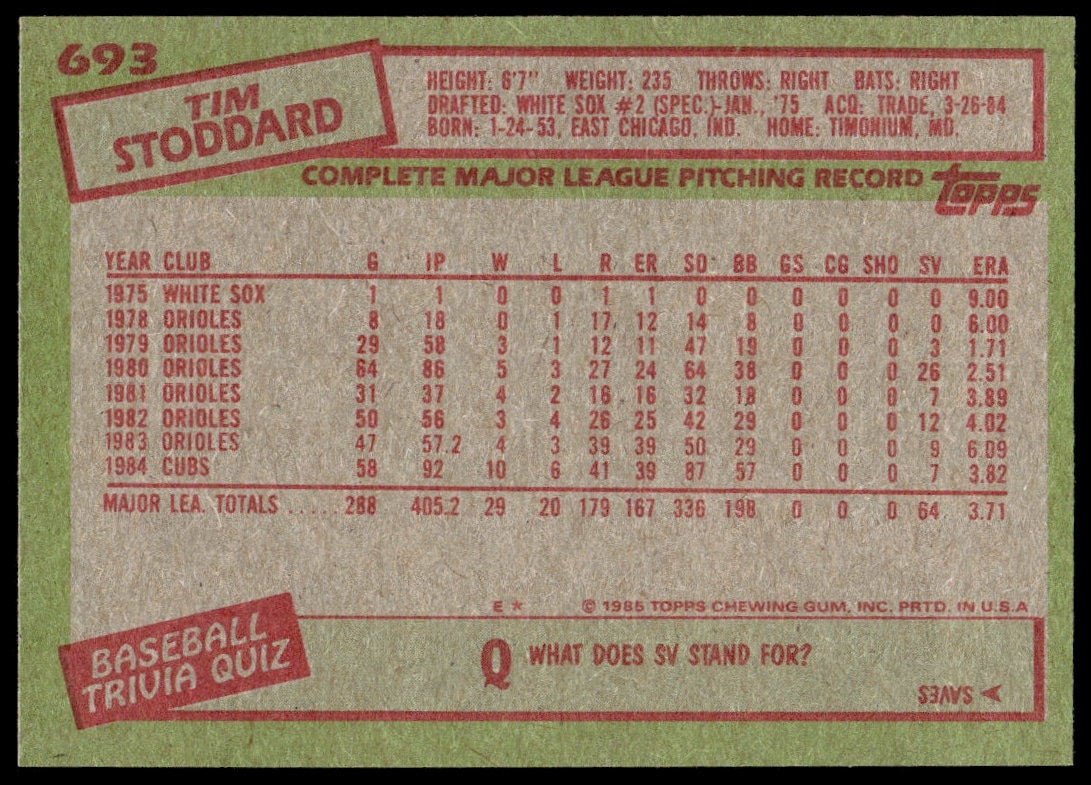 693
TIM
STODDARD
HEIGHT: 6'7" WEIGHT: 235 THROWS: RIGHT BATS: RIGHT
DRAFTED: WHITE SOX #2 (SPEC.)-JAN., '75 ACQ: TRADE, 3-26-84
BORN: 1-24-53, EAST CHICAGO, IND. HOME: TIMONIUM, MD.
COMPLETE MAJOR LEAGUE PITCHING RECORD topps
YEAR CLUB G IP W L R ER SO BB GS CG SHO SV ERA
1975 WHITE SOX 1 1 0 0 1 1 0 0 0 0 0 0 9.00
1978 ORIOLES 8 18 0 1 17 12 14 8 0 0 0 0 6.00
1979 ORIOLES 29 58 3 1 12 11 47 19 0 0 0 3 1.71
1980 ORIOLES 64 86 5 3 27 24 64 38 0 0 0 26 2.51
1981 ORIOLES 31 37 4 2 16 16 32 18 0 0 0 7 3.89
1982 ORIOLES 50 56 3 4 26 25 42 29 0 0 0 12 4.02
1983 ORIOLES 47 57.2 4 3 39 39 50 29 0 0 0 9 6.09
1984 CUBS 58 92 10 6 41 39 87 57 0 0 0 7 3.82
MAJOR LEA. TOTALS ..... 288 405.2 29 20 179 167 336 198 0 0 0 64 3.71
E * © 1985 TOPPS CHEWING GUM, INC. PRTD. IN U.S.A
BASEBALL
TRIVIA QUIZ
Q WHAT DOES SV STAND FOR?
SAVES